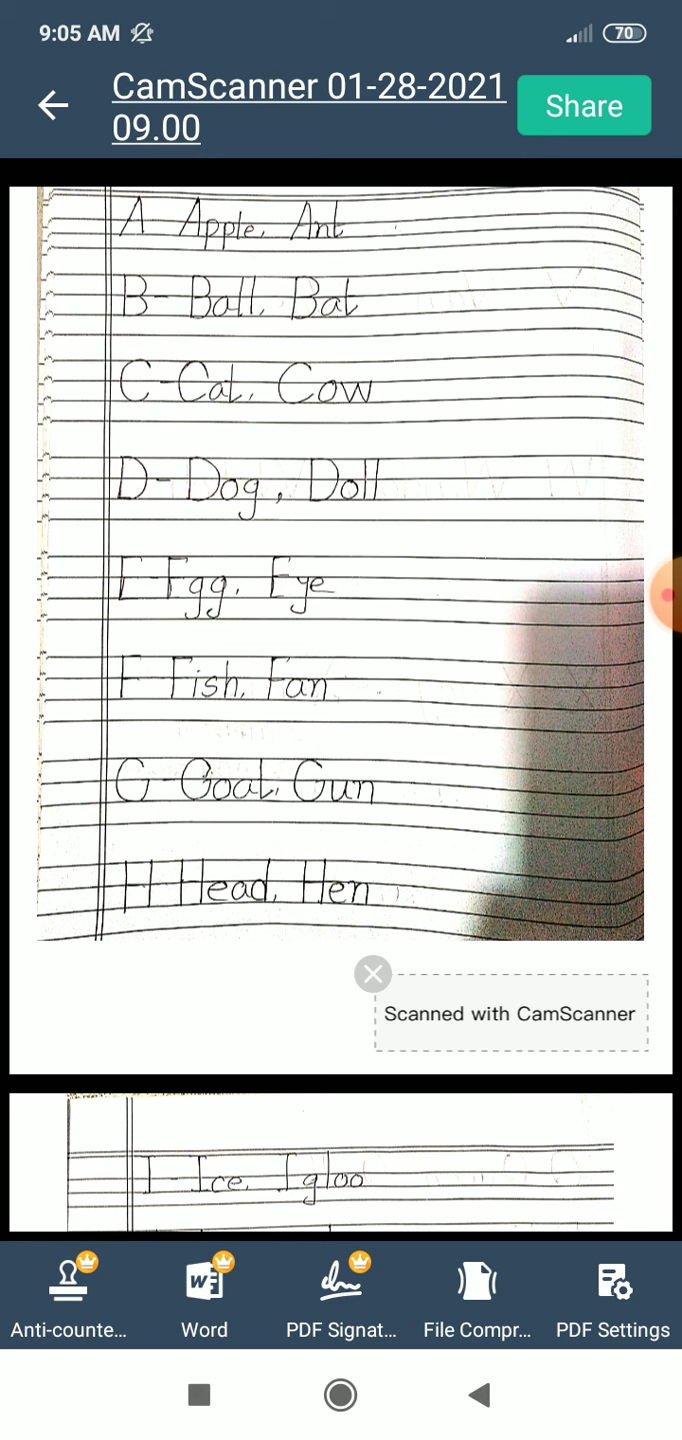 9:05 AM 70
CamScanner 01-28-2021
09.00
Share
A Apple, Ant
B- Ball, Bat
C-Cat, Cow
D-Dog, Doll
E-Egg, Eye
F Fish, Fan
G-Goat, Gun
H Head, Hen
Scanned with CamScanner
I-Ice, Igloo
Anti-counte... Word PDF Signat... File Compr... PDF Settings